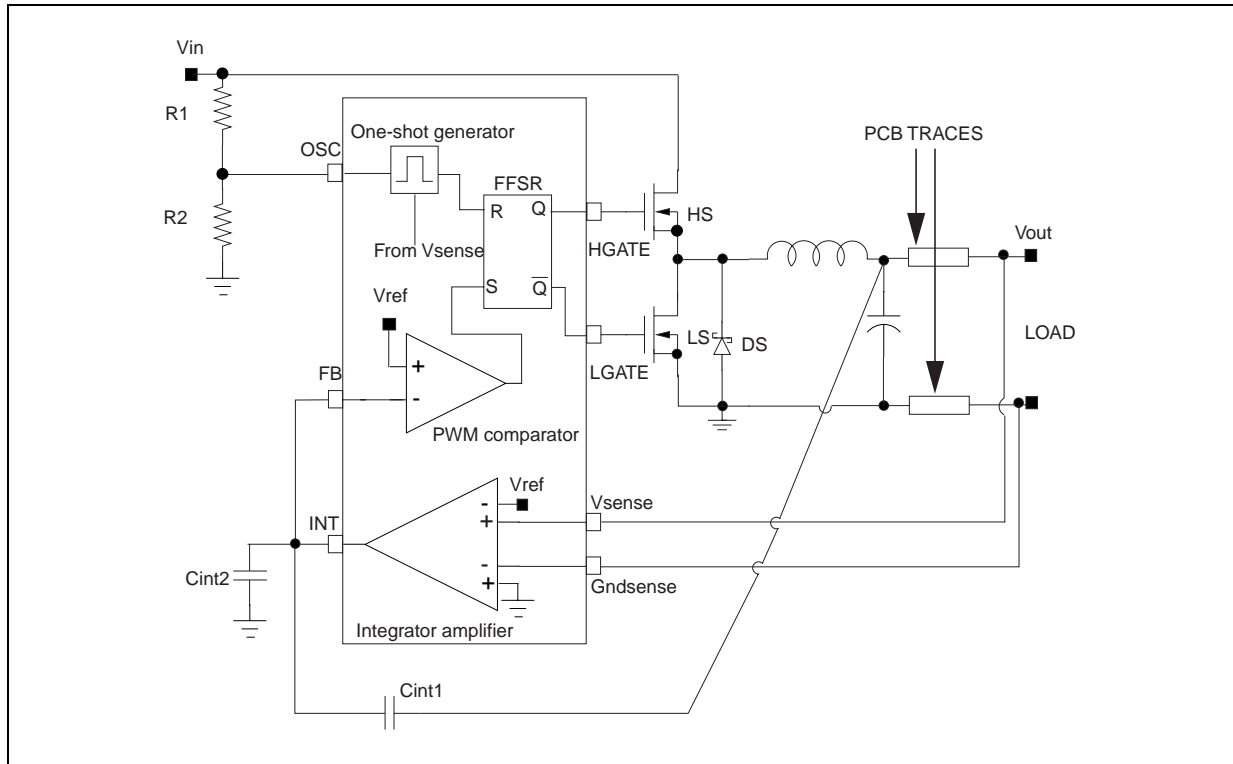 Vin
R1
PCB TRACES
One-shot generator
OSC
FFSR
R
Q
HS
R2
Vout
From Vsense
HGATE
S
Q
Vref
LS
DS
LOAD
FB
+
LGATE
-
PWM comparator
Vref
-
Vsense
INT
+
-
Cint2
+
Gndsense
Integrator amplifier
Cint1